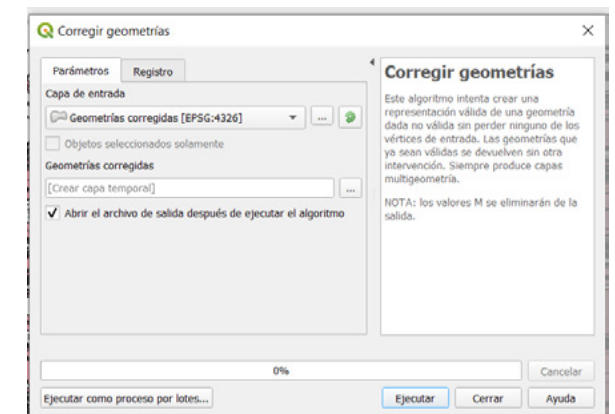 Corregir geometrías
Parámetros
Registro
Capa de entrada
Geometrías corregidas [EPSG:4326]
...
Objetos seleccionados solamente
Geometrías corregidas
[Crear capa temporal]
...
Abrir el archivo de salida después de ejecutar el algoritmo
Corregir geometrías
Este algoritmo intenta crear una
representación válida de una geometría
dada no válida sin perder ninguno de los
vértices de entrada. Las geometrías que
ya sean válidas se devuelven sin otra
intervención. Siempre produce capas
multigeometría.
NOTA: los valores M se eliminarán de la
salida.
0%
Cancelar
Ejecutar como proceso por lotes...
Ejecutar
Cerrar
Ayuda